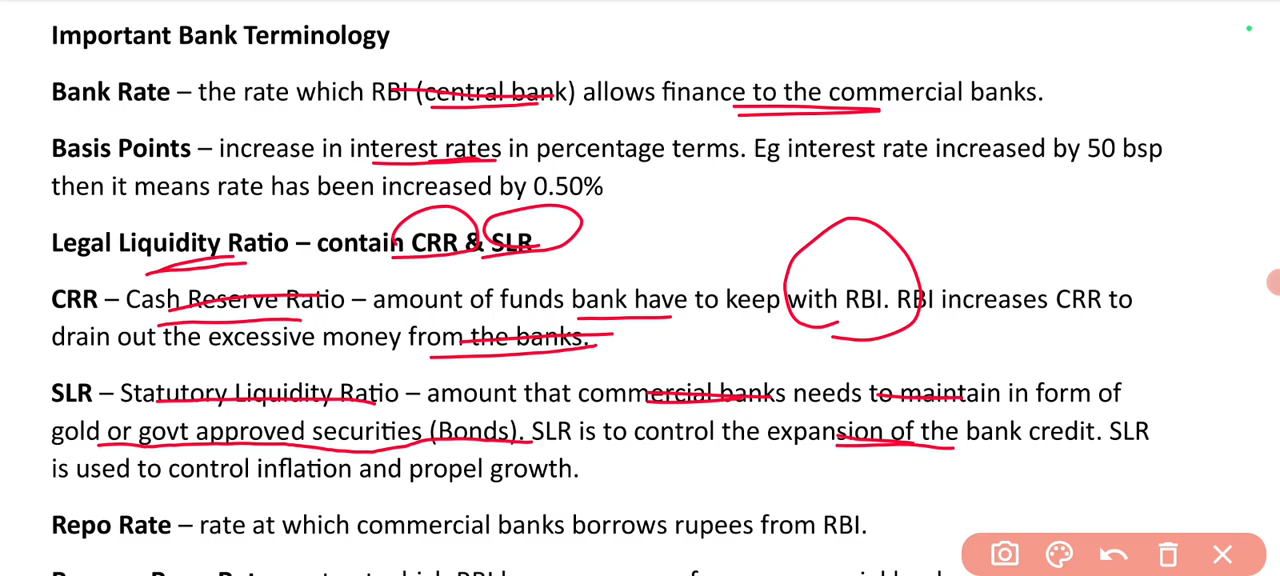 Important Bank Terminology
Bank Rate – the rate which RBI (central bank) allows finance to the commercial banks.
Basis Points – increase in interest rates in percentage terms. Eg interest rate increased by 50 bsp
then it means rate has been increased by 0.50%
Legal Liquidity Ratio – contain CRR & SLR
CRR – Cash Reserve Ratio – amount of funds bank have to keep with RBI. RBI increases CRR to
drain out the excessive money from the banks.
SLR – Statutory Liquidity Ratio – amount that commercial banks needs to maintain in form of
gold or govt approved securities (Bonds). SLR is to control the expansion of the bank credit. SLR
is used to control inflation and propel growth.
Repo Rate – rate at which commercial banks borrows rupees from RBI.